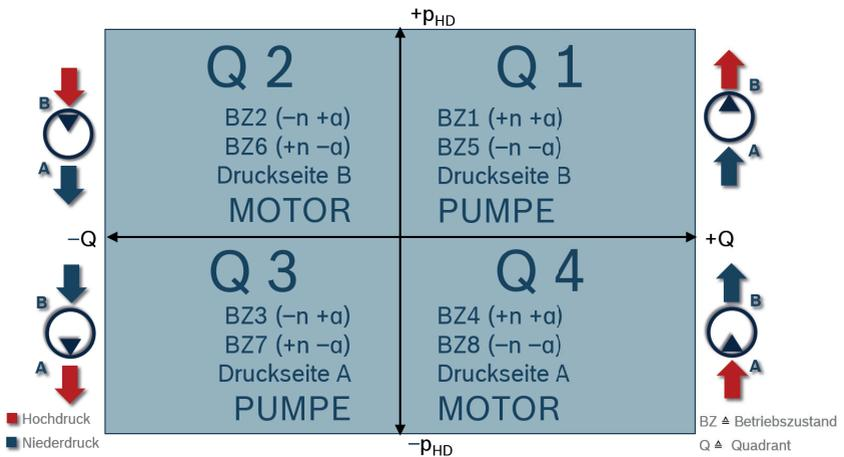 +pHD
Q 2
BZ2 (–n +α)
BZ6 (+n –α)
Druckseite B
MOTOR
Q 1
BZ1 (+n +α)
BZ5 (–n –α)
Druckseite B
PUMPE
B
A
B
A
–Q
+Q
Q 3
BZ3 (–n –α)
BZ7 (+n –α)
Druckseite A
PUMPE
Q 4
BZ4 (+n +α)
BZ8 (–n –α)
Druckseite A
MOTOR
B
A
B
A
Hochdruck
Niederdruck
–pHD
BZ ≙ Betriebszustand
Q ≙ Quadrant